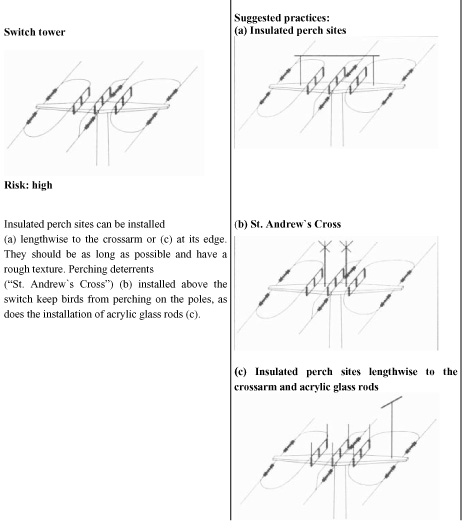 Switch tower
Risk: high
Insulated perch sites can be installed
(a) lengthwise to the crossarm or (c) at its edge.
They should be as long as possible and have a
rough texture. Perching deterrents
(“St. Andrew`s Cross”) (b) installed above the
switch keep birds from perching on the poles, as
does the installation of acrylic glass rods (c).
Suggested practices:
(a) Insulated perch sites
(b) St. Andrew`s Cross
(c) Insulated perch sites lengthwise to the
crossarm and acrylic glass rods